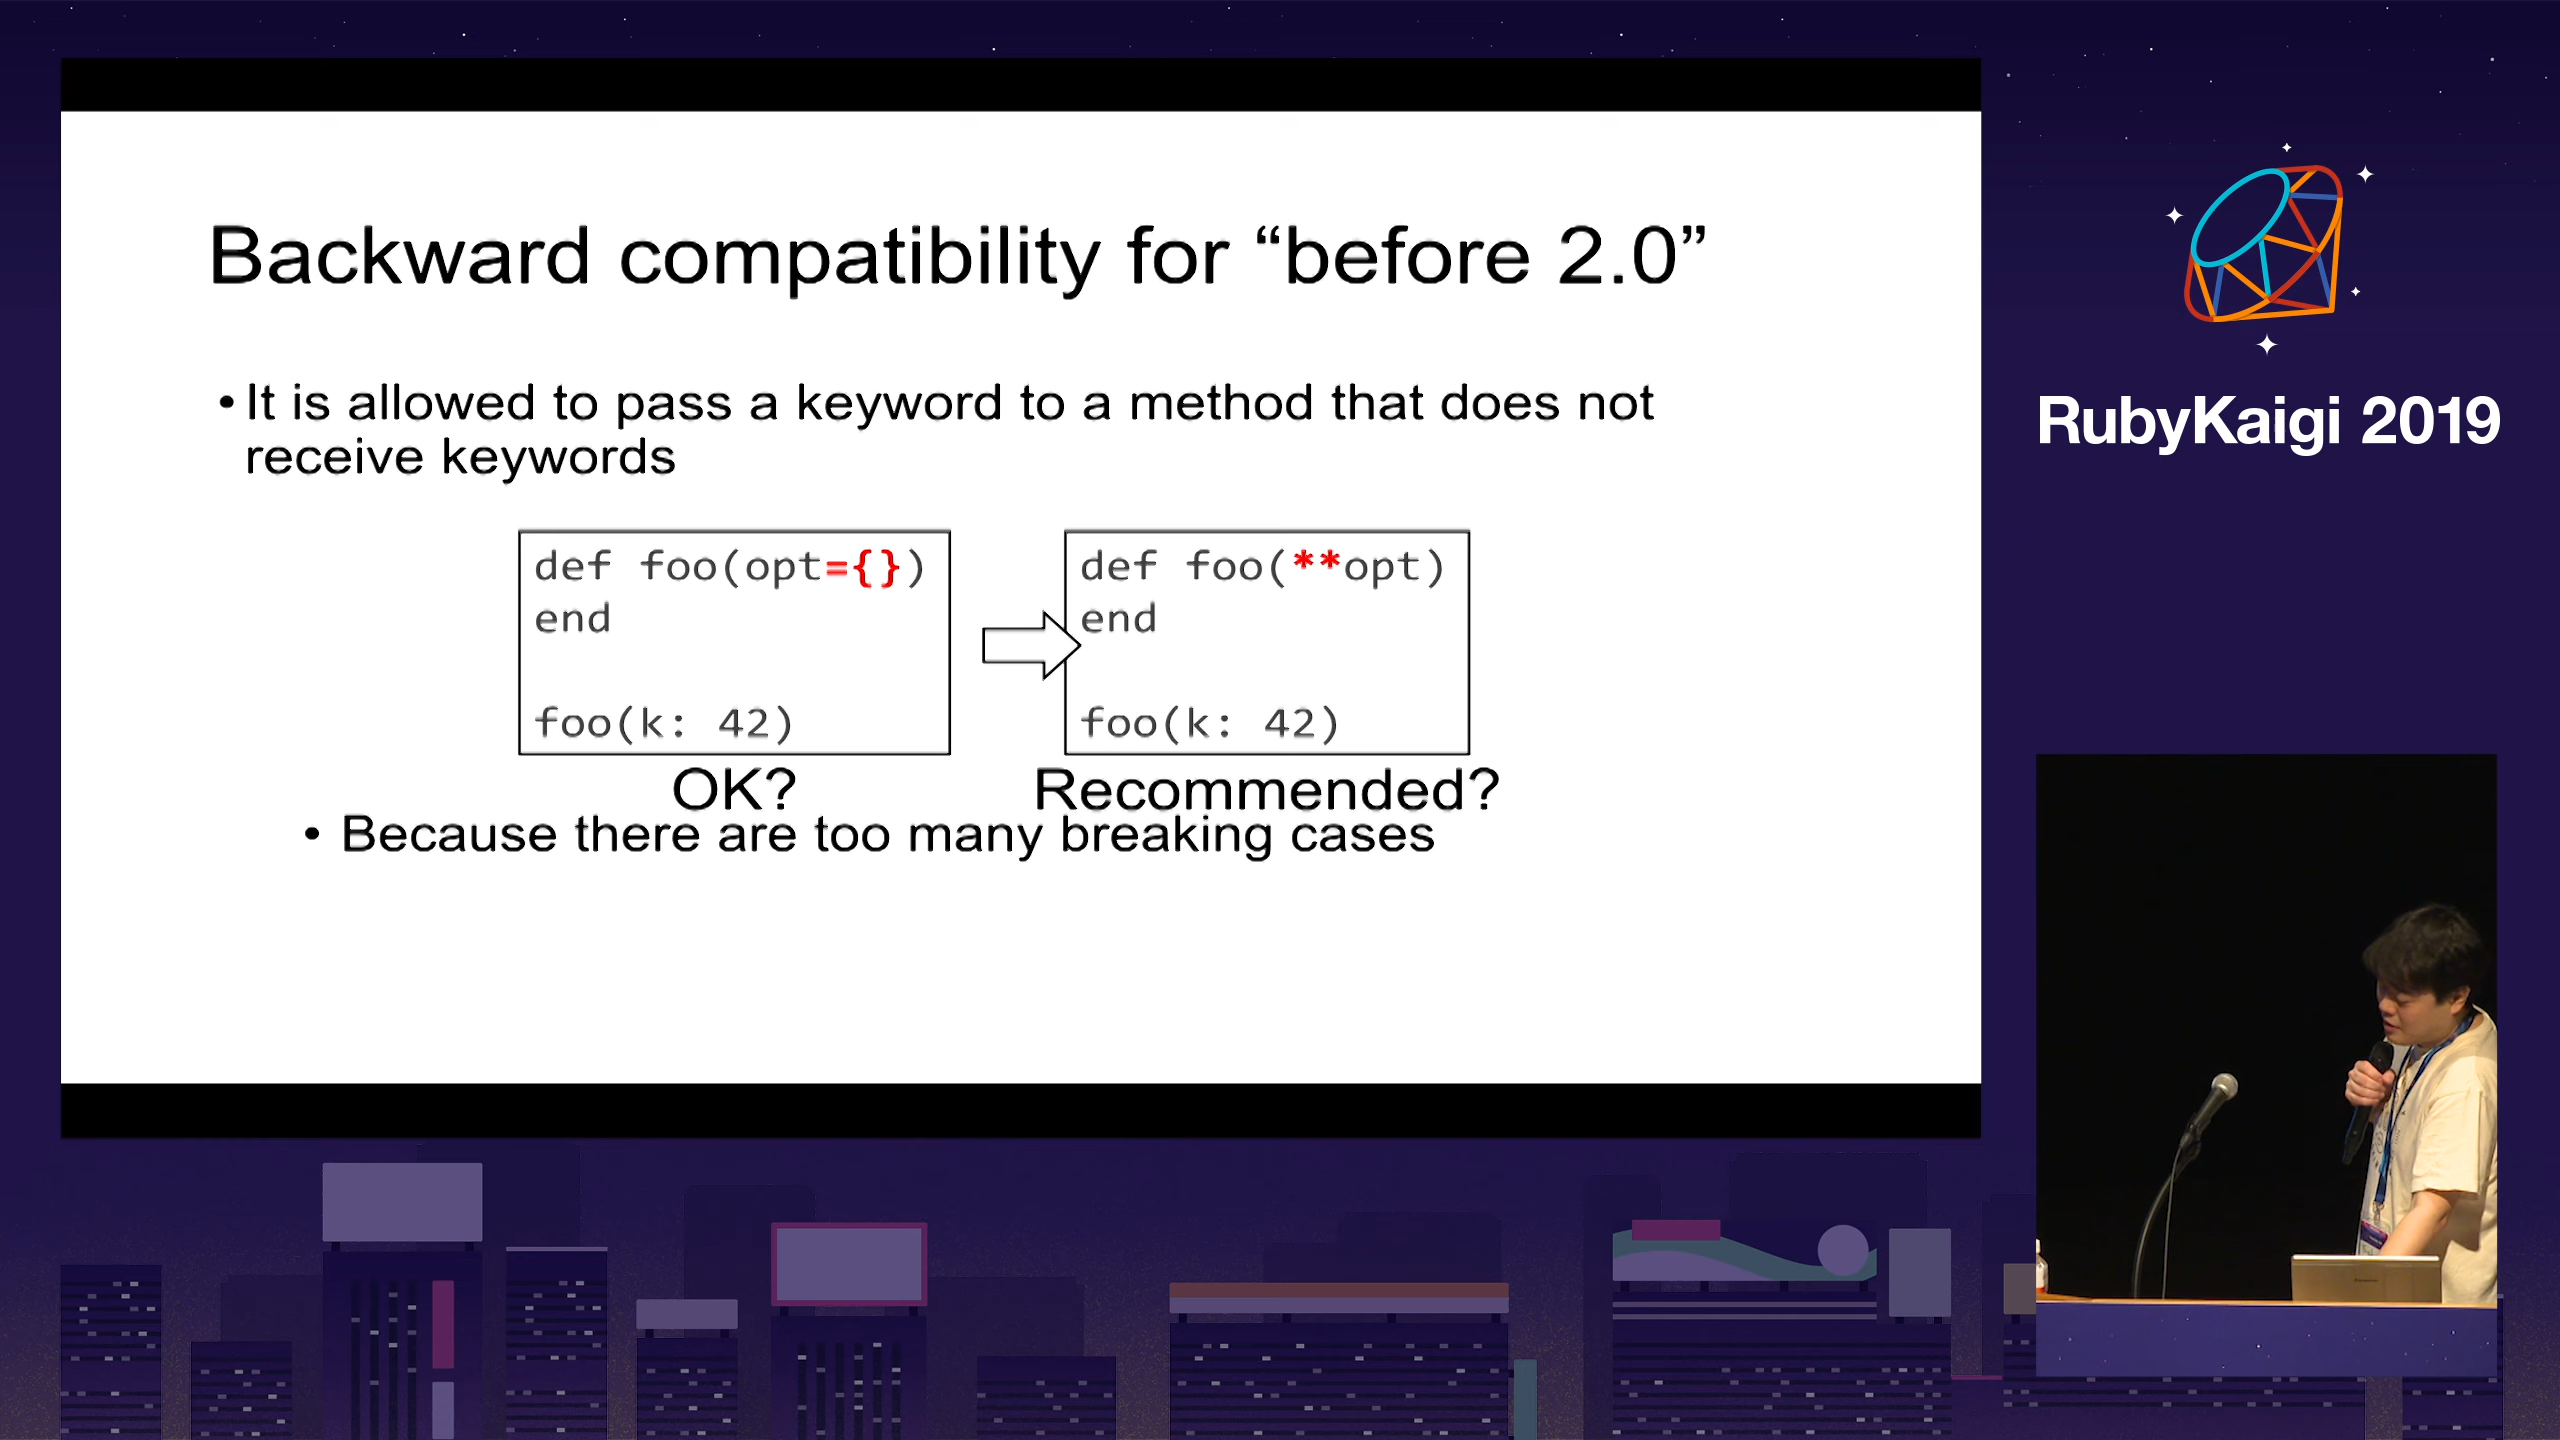 Backward compatibility for “before 2.0”
• It is allowed to pass a keyword to a method that does not
receive keywords
def foo(opt={})
end
foo(k: 42)
OK?
def foo(**opt)
end
foo(k: 42)
Recommended?
• Because there are too many breaking cases
RubyKaigi 2019